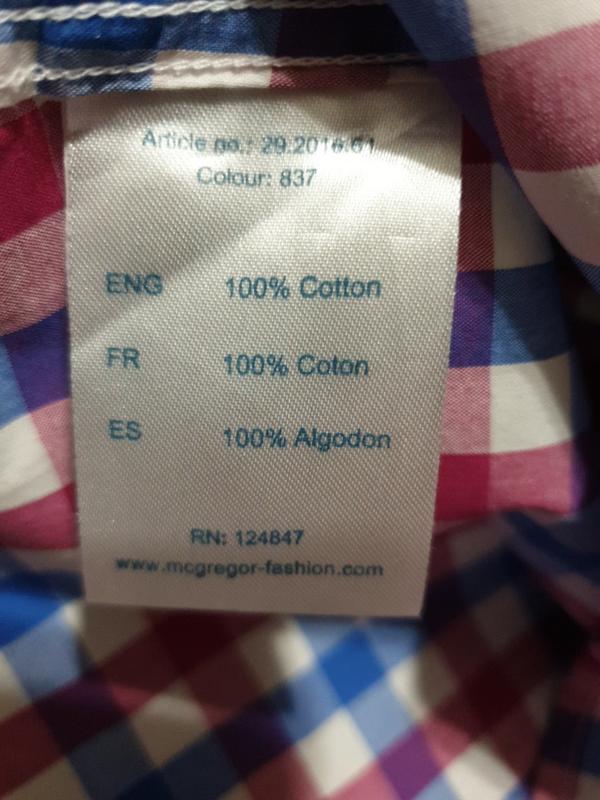 Article no.: 29.2016.61
Colour: 837
ENG 100% Cotton
FR 100% Coton
ES 100% Algodon
RN: 124847
www.mcgregor-fashion.com